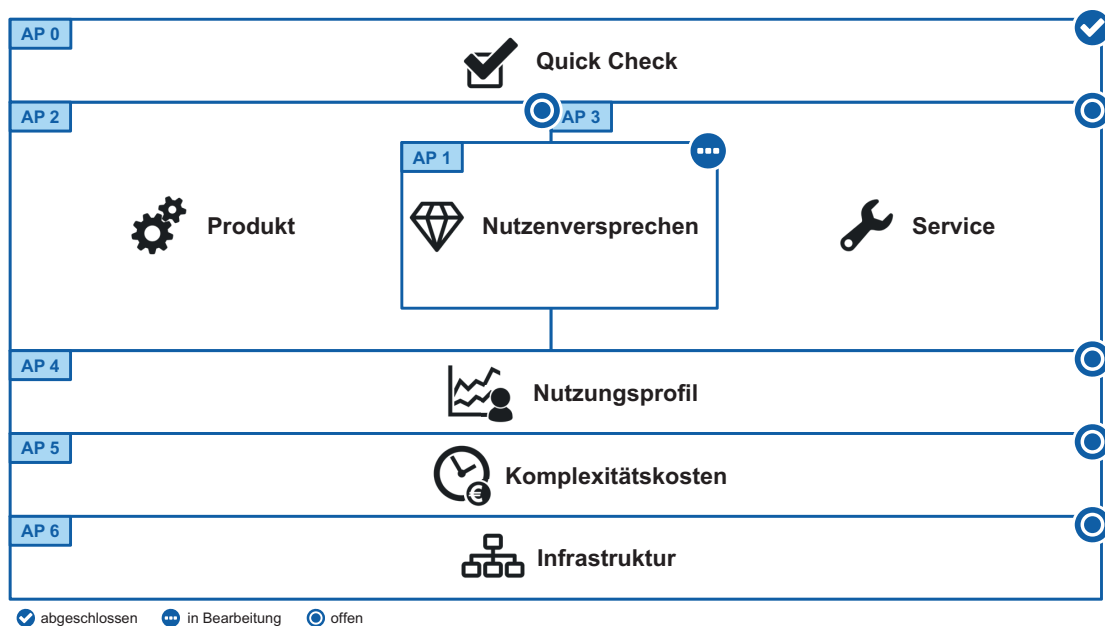 AP 0
Quick Check
AP 2
AP 3
AP 1
Produkt
Nutzenversprechen
Service
AP 4
Nutzungsprofil
AP 5
€
Komplexitätskosten
AP 6
Infrastruktur
abgeschlossen
in Bearbeitung
offen